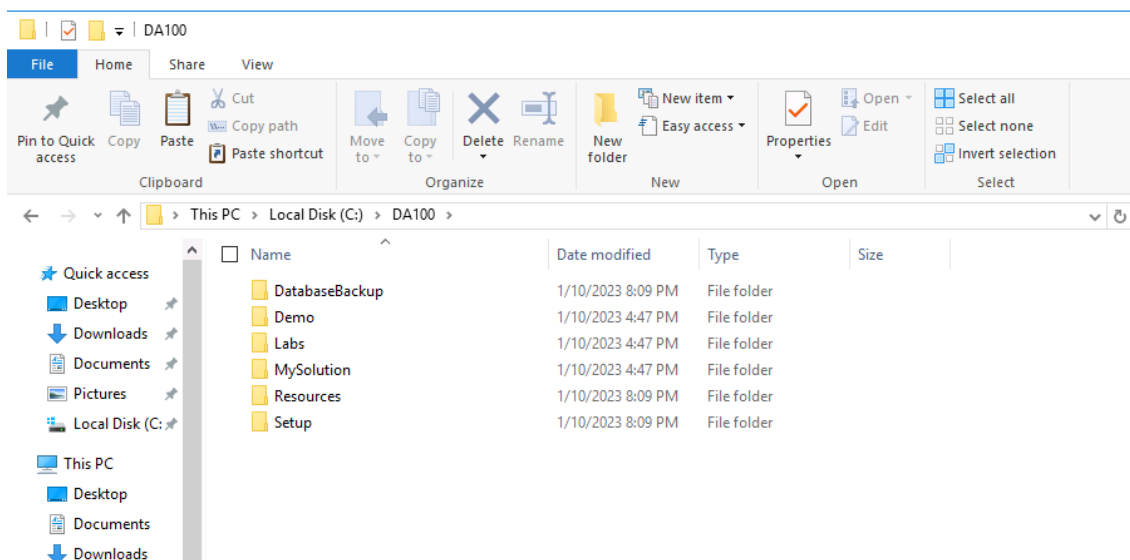 DA100
File Home Share View
Pin to Quick access
Copy
Paste
Cut
Copy path
Paste shortcut
Clipboard
Move to
Copy to
Delete
Rename
Organize
New folder
New item
Easy access
New
Properties
Open
Edit
Open
Select all
Select none
Invert selection
Select
This PC > Local Disk (C:) > DA100 >
Quick access
Desktop
Downloads
Documents
Pictures
Local Disk (C:
This PC
Desktop
Documents
Downloads
Name Date modified Type Size
DatabaseBackup 1/10/2023 8:09 PM File folder
Demo 1/10/2023 4:47 PM File folder
Labs 1/10/2023 4:47 PM File folder
MySolution 1/10/2023 4:47 PM File folder
Resources 1/10/2023 8:09 PM File folder
Setup 1/10/2023 8:09 PM File folder